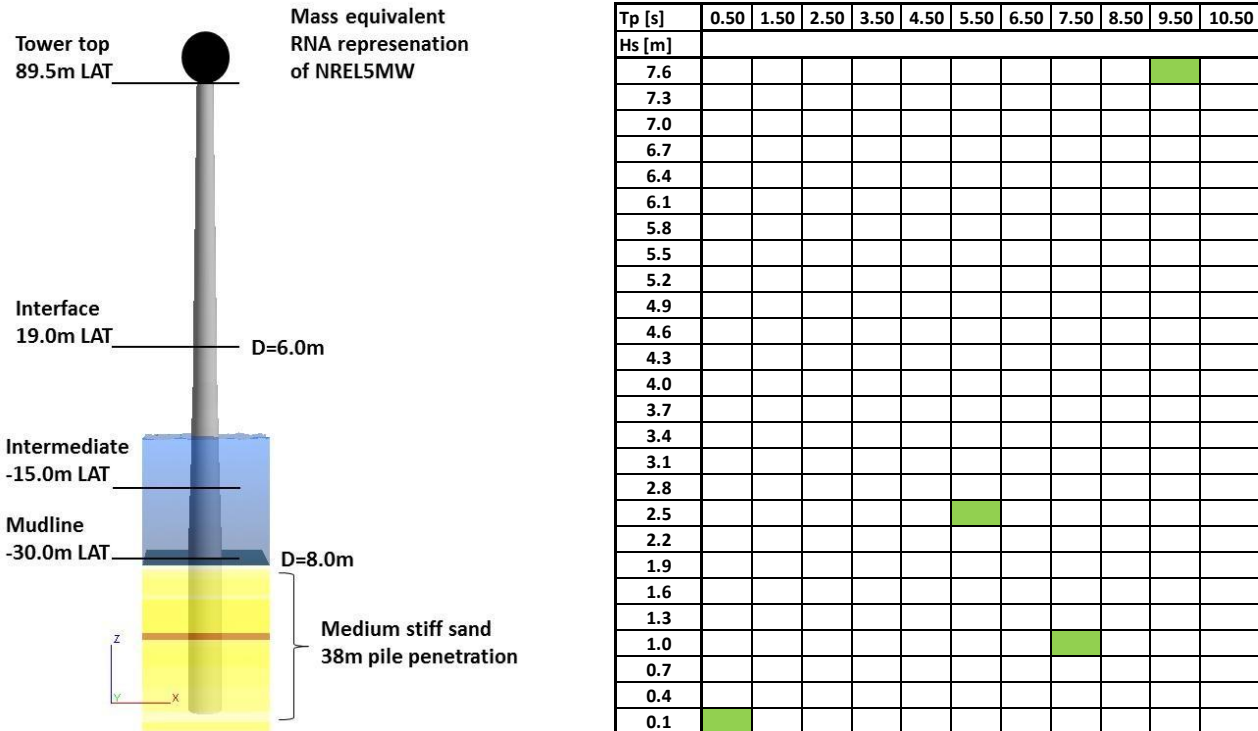 Mass equivalent
RNA represenation
of NREL5MW
Tower top
89.5m LAT
Interface
19.0m LAT
D=6.0m
Intermediate
-15.0m LAT
Mudline
-30.0m LAT
D=8.0m
Medium stiff sand
38m pile penetration
Z
Y
X
Tp [s] 0.50 1.50 2.50 3.50 4.50 5.50 6.50 7.50 8.50 9.50 10.50
Hs [m]
7.6
7.3
7.0
6.7
6.4
6.1
5.8
5.5
5.2
4.9
4.6
4.3
4.0
3.7
3.4
3.1
2.8
2.5
2.2
1.9
1.6
1.3
1.0
0.7
0.4
0.1